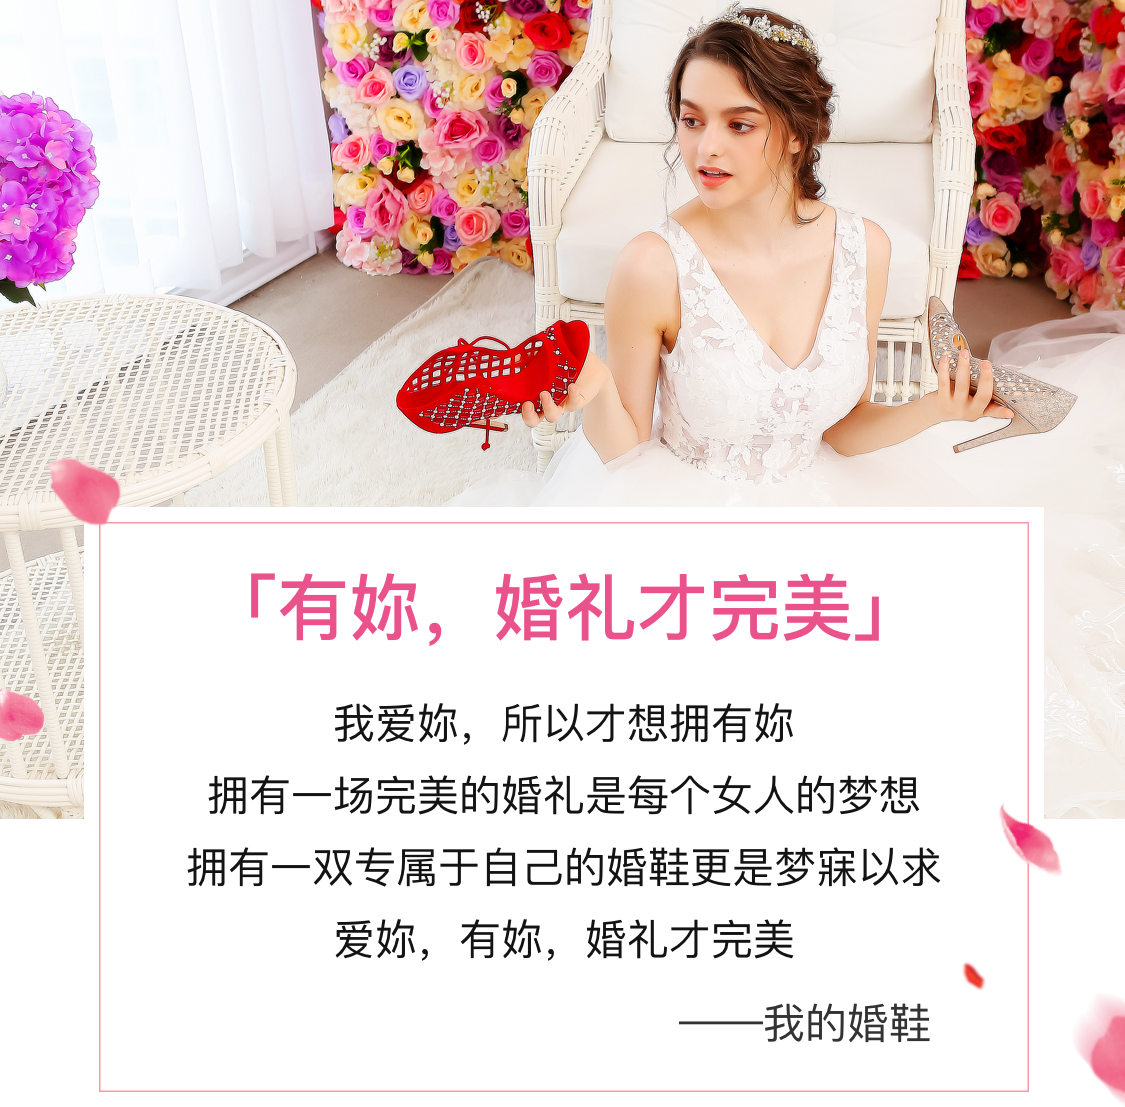 「有妳，婚礼才完美」
我爱妳，所以才想拥有妳
拥有一场完美的婚礼是每个女人的梦想
拥有一双专属于自己的婚鞋更是梦寐以求
爱妳，有妳，婚礼才完美
——我的婚鞋